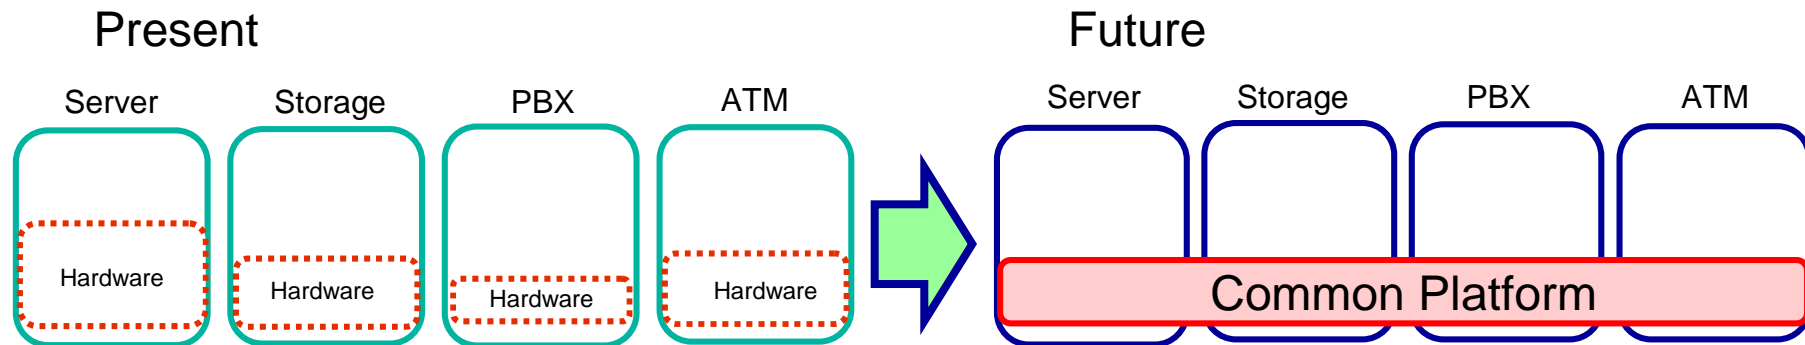 Present
Future
Server
Storage
PBX
ATM
Server
Storage
PBX
ATM
Hardware
Hardware
Hardware
Hardware
Common Platform